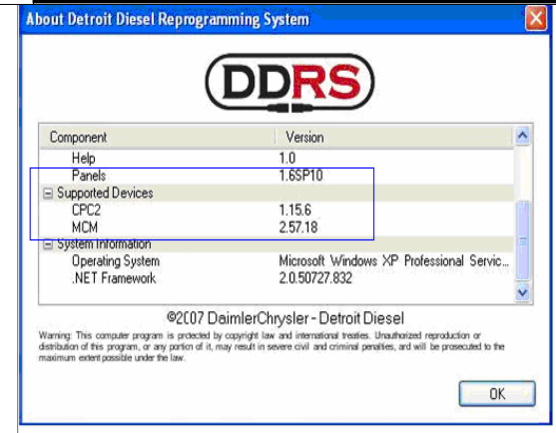 About Detroit Diesel Reprogramming System
DDRS
Component Version
Help 1.0
Panels 1.6SP10
Supported Devices
CPC2 1.15.6
MCM 2.57.18
System Information
Operating System Microsoft Windows XP Professional Servic...
.NET Framework 2.0.50727.832
©2007 DaimlerChrysler - Detroit Diesel
Warning: This computer program is protected by copyright law and international treaties. Unauthorized reproduction or
distribution of this program, or any portion of it, may result in severe civil and criminal penalties, and will be prosecuted to the
maximum extent possible under the law.
OK